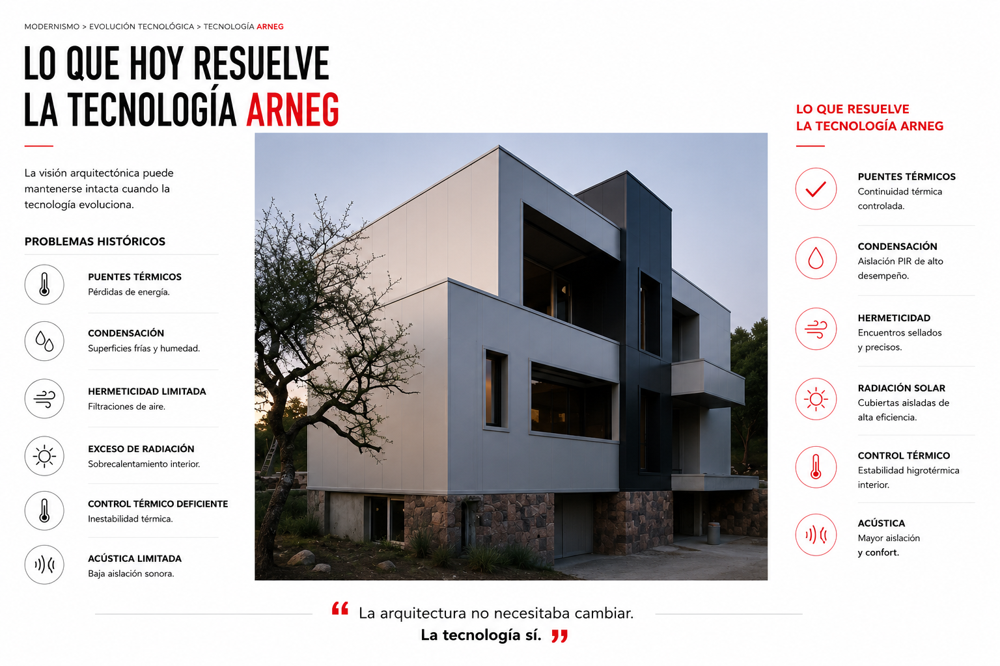 MODERNISMO > EVOLUCIÓN TECNOLÓGICA > TECNOLOGÍA ARNEG
LO QUE HOY RESUELVE
LA TECNOLOGÍA ARNEG
La visión arquitectónica puede
mantenerse intacta cuando la
tecnología evoluciona.
PROBLEMAS HISTÓRICOS
PUENTES TÉRMICOS
Pérdidas de energía.
CONDENSACIÓN
Superficies frías y humedad.
HERMETICIDAD LIMITADA
Filtraciones de aire.
EXCESO DE RADIACIÓN
Sobrecalentamiento interior.
CONTROL TÉRMICO DEFICIENTE
Inestabilidad térmica.
ACÚSTICA LIMITADA
Baja aislación sonora.
LO QUE RESUELVE
LA TECNOLOGÍA ARNEG
PUENTES TÉRMICOS
Continuidad térmica
controlada.
CONDENSACIÓN
Aislación PIR de alto
desempeño.
HERMETICIDAD
Encuentros sellados
y precisos.
RADIACIÓN SOLAR
Cubiertas aisladas de
alta eficiencia.
CONTROL TÉRMICO
Estabilidad higrotérmica
interior.
ACÚSTICA
Mayor aislación
y confort.
“ La arquitectura no necesitaba cambiar.
La tecnología sí. ”